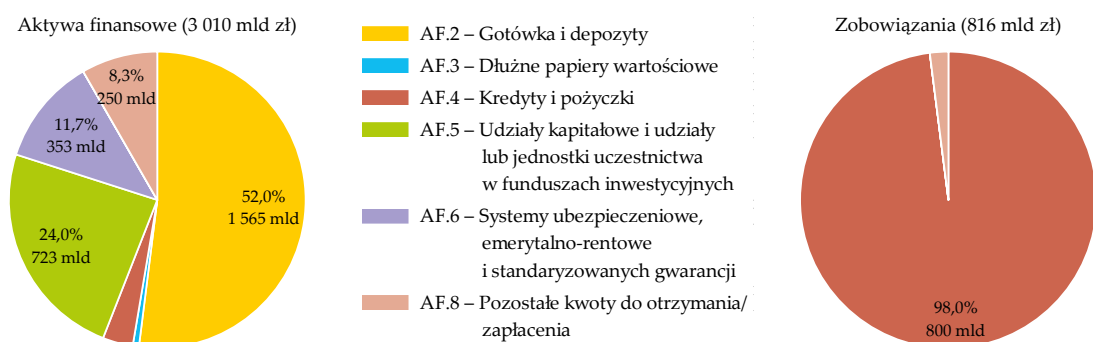 Aktywa finansowe (3 010 mld zł)
8,3%
250 mld
11,7%
353 mld
52,0%
1 565 mld
24,0%
723 mld
AF.2 – Gotówka i depozyty
AF.3 – Dłużne papiery wartościowe
AF.4 – Kredyty i pożyczki
AF.5 – Udziały kapitałowe i udziały
lub jednostki uczestnictwa
w funduszach inwestycyjnych
AF.6 – Systemy ubezpieczeniowe,
emerytalno-rentowe
i standaryzowanych gwarancji
AF.8 – Pozostałe kwoty do otrzymania/
zapłacenia
Zobowiązania (816 mld zł)
98,0%
800 mld